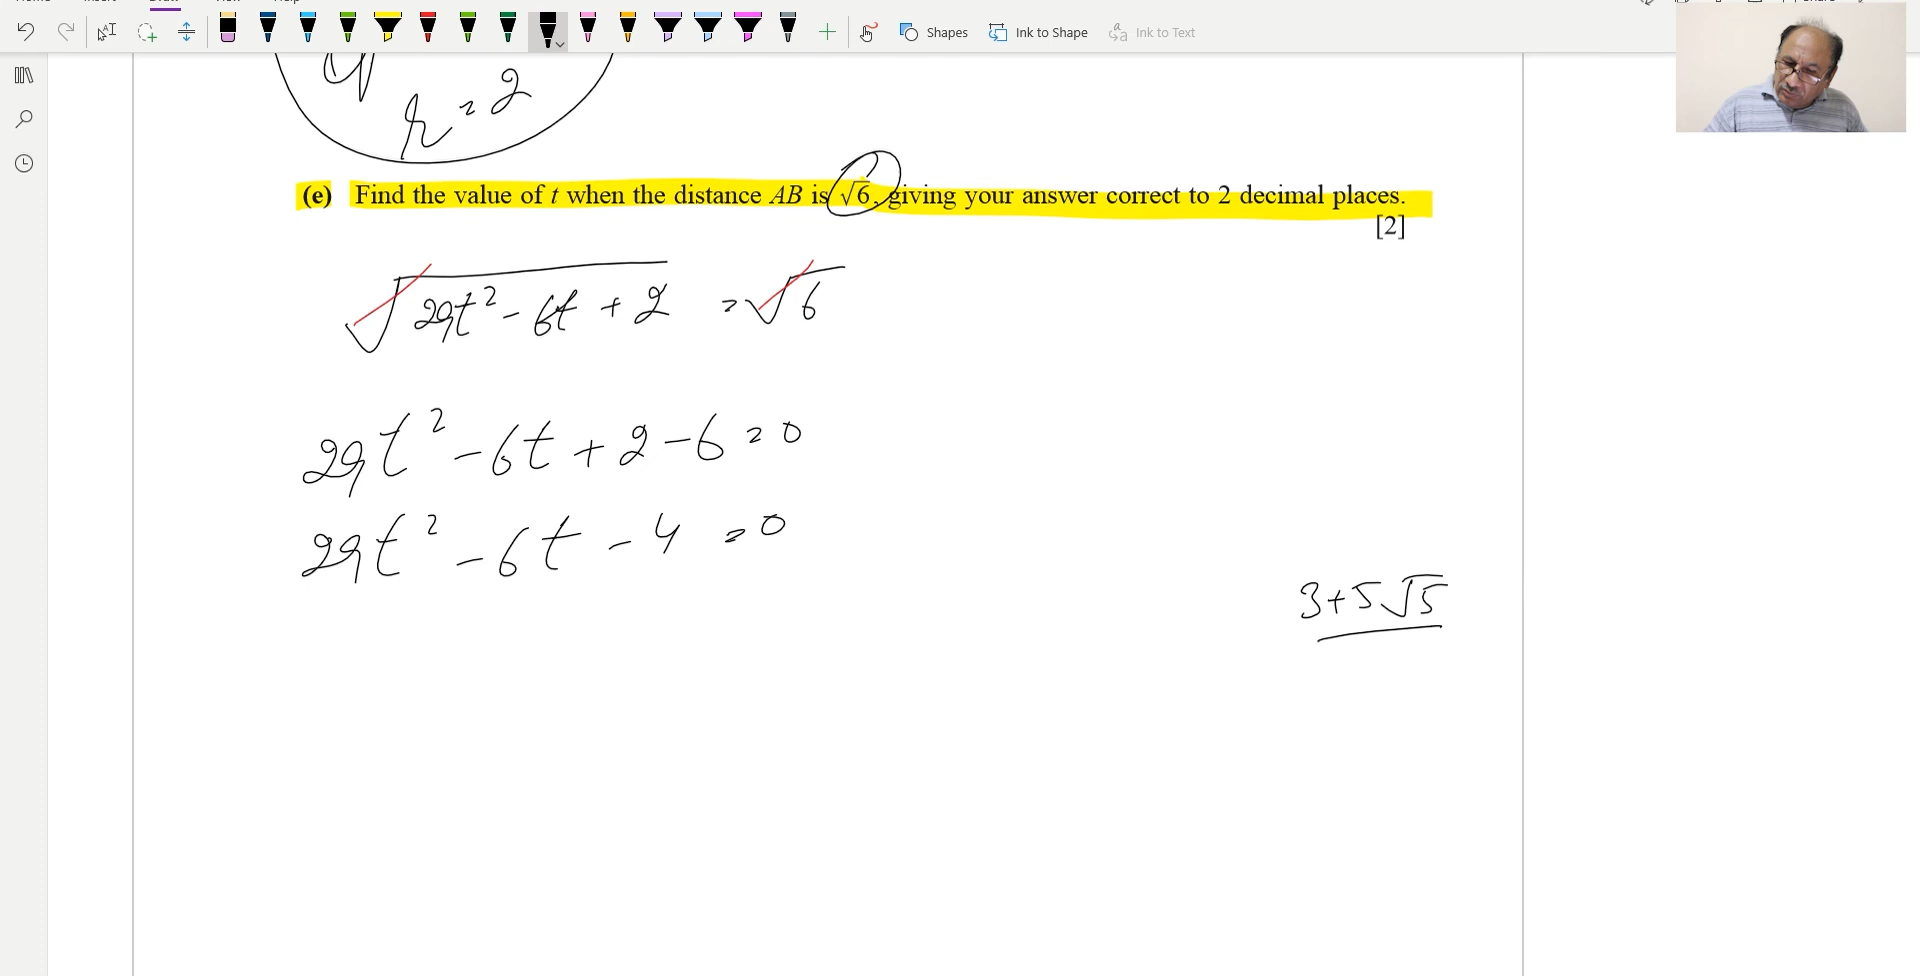 Shapes
Ink to Shape
Ink to Text
r = 2
(e) Find the value of t when the distance AB is √6, giving your answer correct to 2 decimal places.
[2]
√29t² - 6t + 2 = √6
29t² - 6t + 2 - 6 = 0
29t² - 6t - 4 = 0
3+5√5